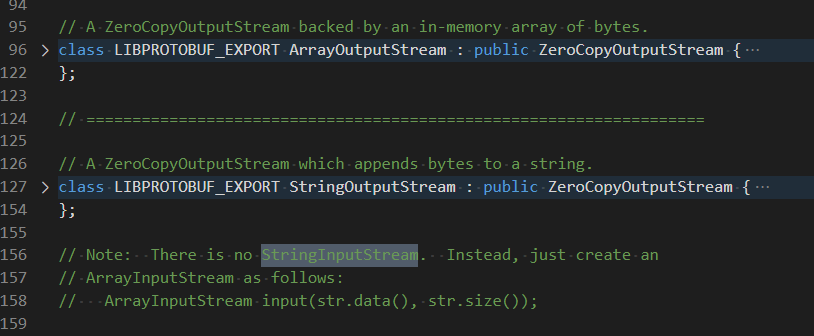 94
95 // A ZeroCopyOutputStream backed by an in-memory array of bytes.
96 > class LIBPROTOBUF_EXPORT ArrayOutputStream : public ZeroCopyOutputStream {···
122 };
123
124 // ===================================================================
125
126 // A ZeroCopyOutputStream which appends bytes to a string.
127 > class LIBPROTOBUF_EXPORT StringOutputStream : public ZeroCopyOutputStream {···
154 };
155
156 // Note:  There is no StringInputStream.  Instead, just create an
157 // ArrayInputStream as follows:
158 //   ArrayInputStream input(str.data(), str.size());
159